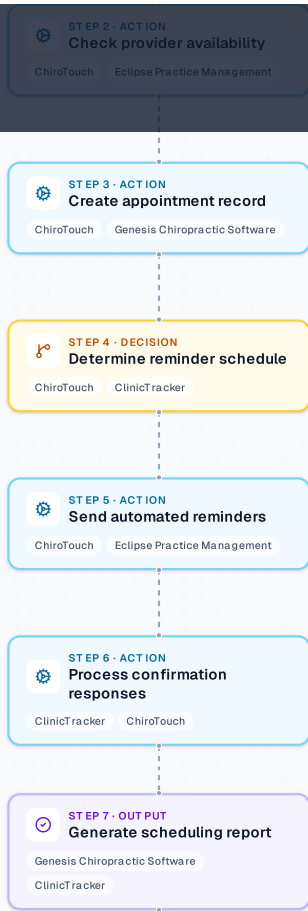 STEP 2 · ACTION
Check provider availability
ChiroTouch Eclipse Practice Management
STEP 3 · ACTION
Create appointment record
ChiroTouch Genesis Chiropractic Software
STEP 4 · DECISION
Determine reminder schedule
ChiroTouch ClinicTracker
STEP 5 · ACTION
Send automated reminders
ChiroTouch Eclipse Practice Management
STEP 6 · ACTION
Process confirmation
responses
ClinicTracker ChiroTouch
STEP 7 · OUTPUT
Generate scheduling report
Genesis Chiropractic Software
ClinicTracker